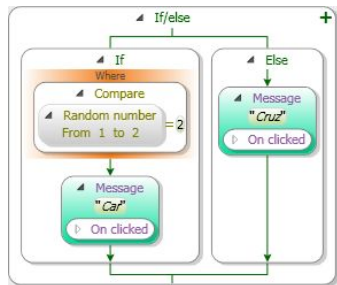 If/else
+
If
Where
Compare
Random number
From 1 to 2
=2
Message
"Car"
On clicked
Else
Message
"Cruz"
On clicked